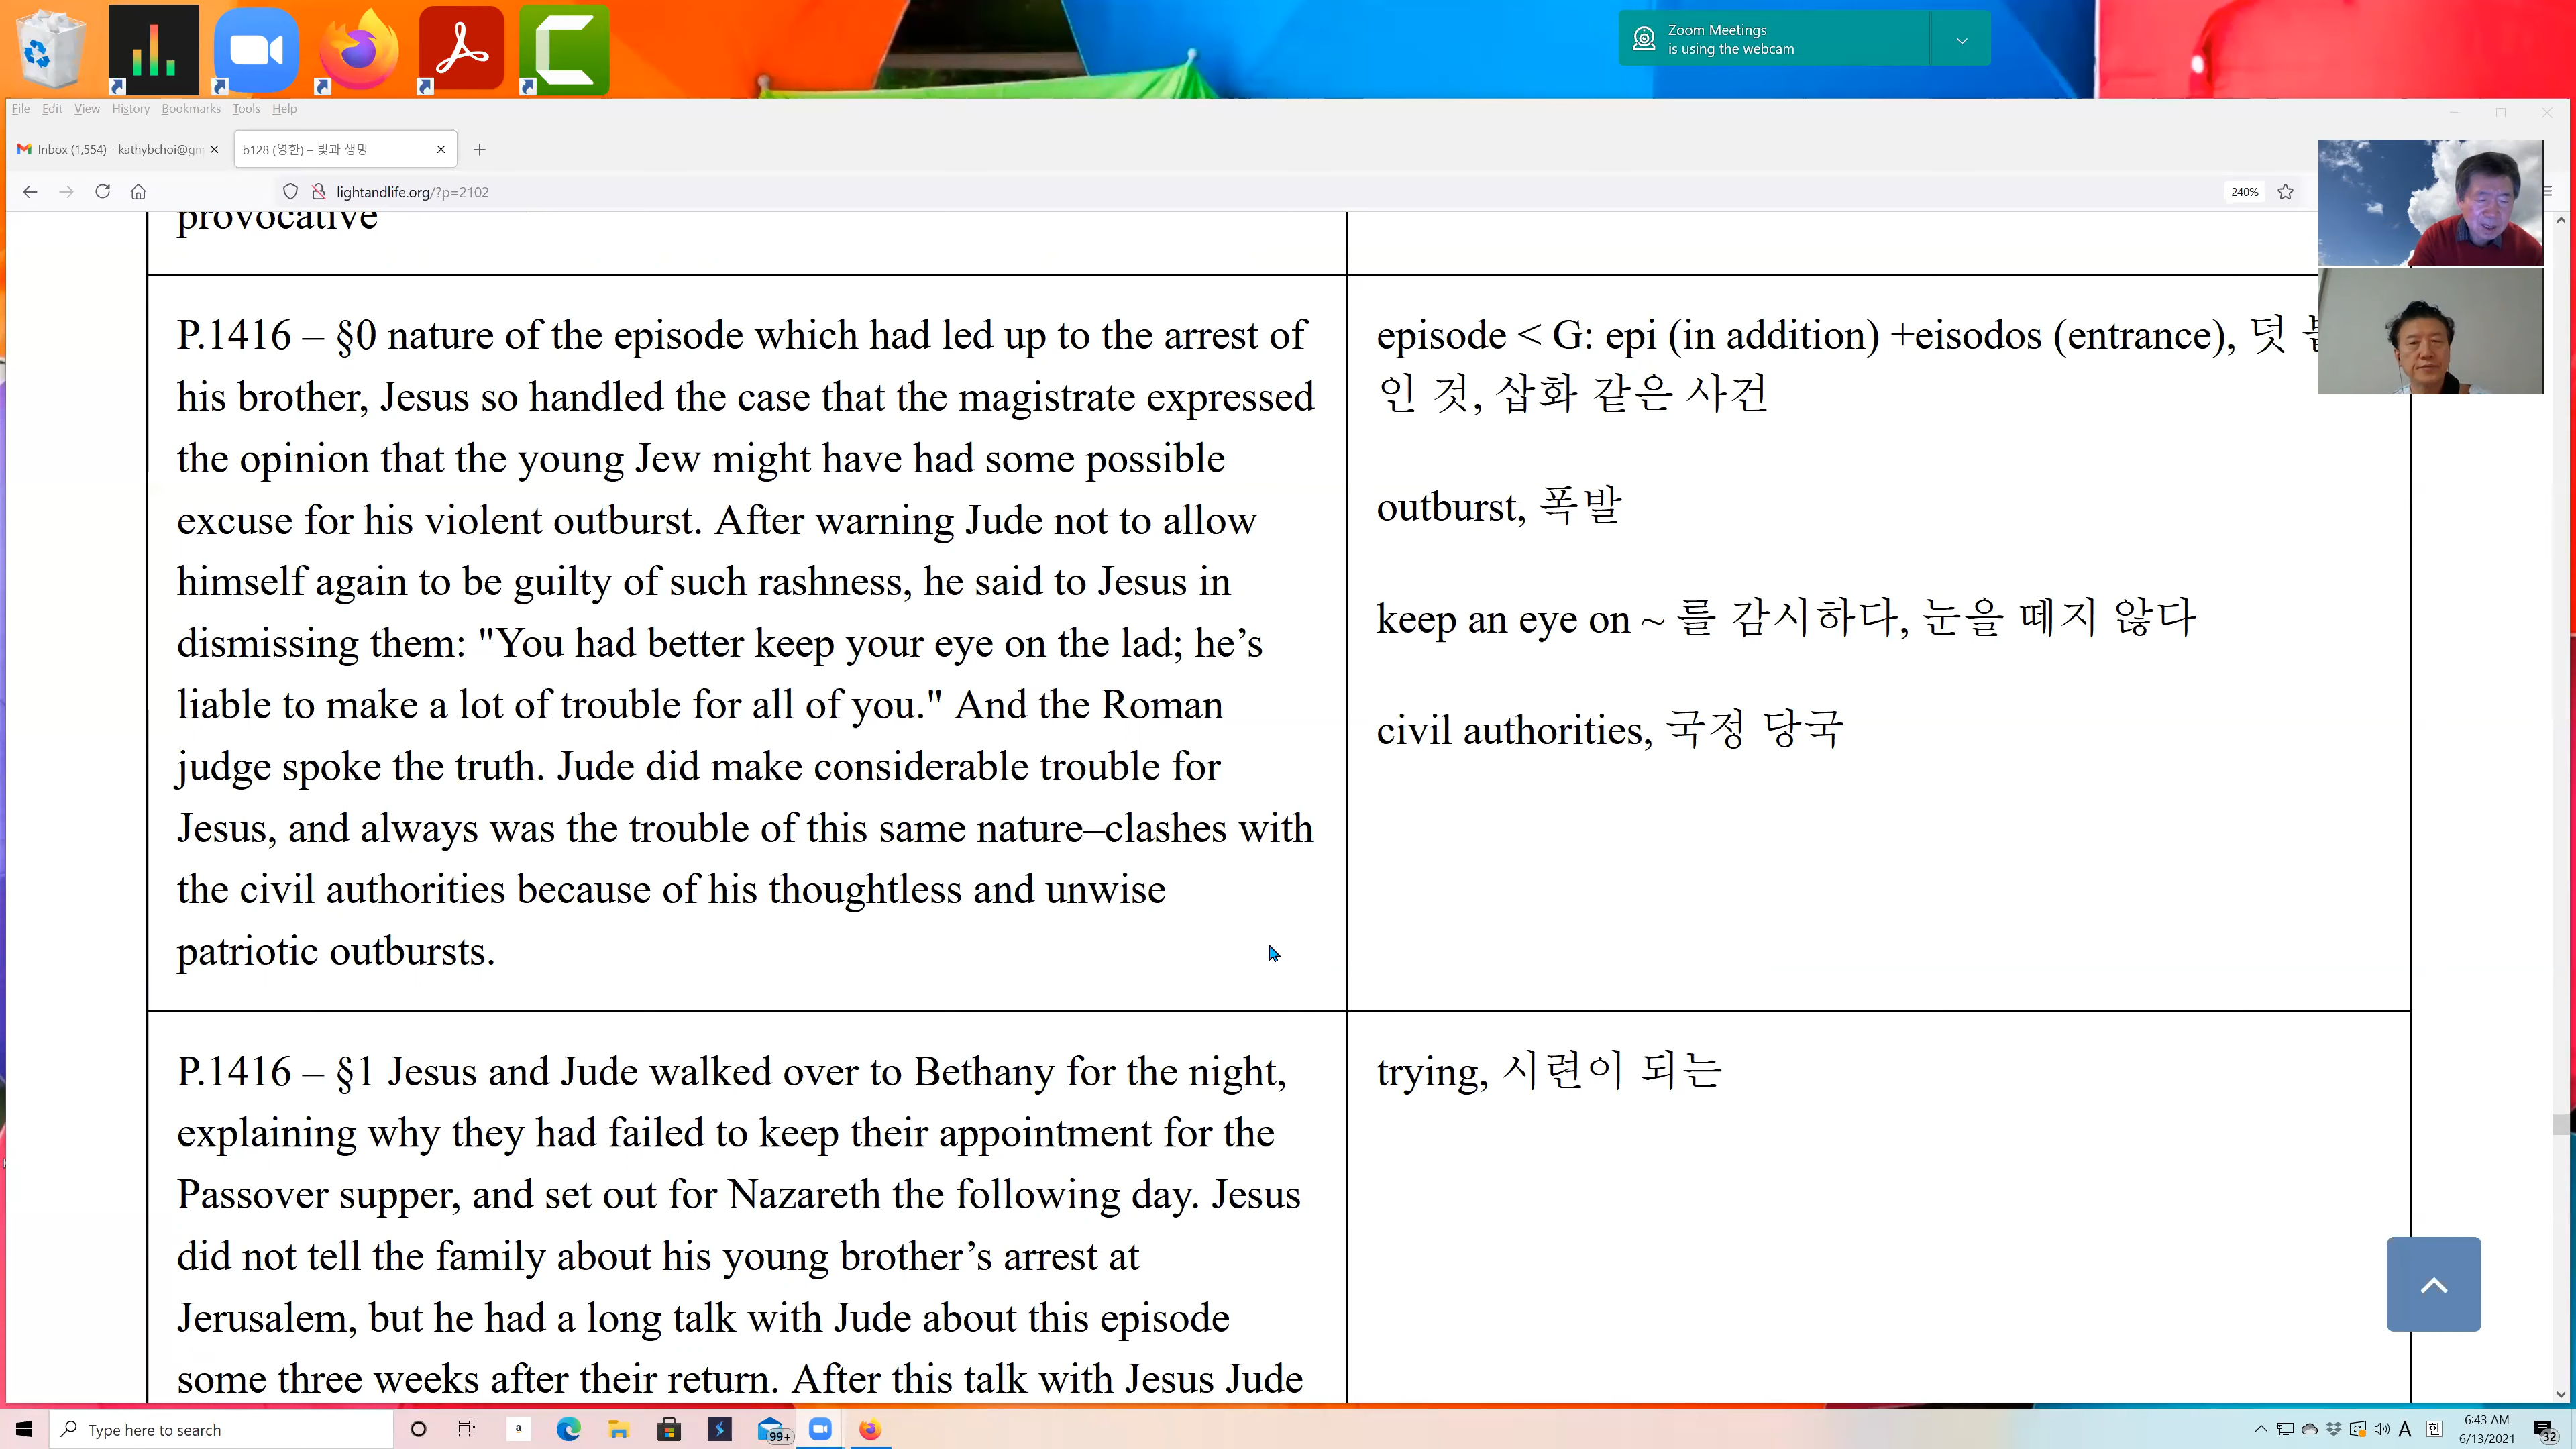 Zoom Meetings
is using the webcam
File Edit View History Bookmarks Tools Help
Inbox (1,554) - kathybchoi@gm
b128 (영한) – 빛과 생명
lightandlife.org/?p=2102
240%
provocative
P.1416 – §0 nature of the episode which had led up to the arrest of
his brother, Jesus so handled the case that the magistrate expressed
the opinion that the young Jew might have had some possible
excuse for his violent outburst. After warning Jude not to allow
himself again to be guilty of such rashness, he said to Jesus in
dismissing them: "You had better keep your eye on the lad; he’s
liable to make a lot of trouble for all of you." And the Roman
judge spoke the truth. Jude did make considerable trouble for
Jesus, and always was the trouble of this same nature–clashes with
the civil authorities because of his thoughtless and unwise
patriotic outbursts.
episode < G: epi (in addition) +eisodos (entrance), 덧
인 것, 삽화 같은 사건
outburst, 폭발
keep an eye on ~ 를 감시하다, 눈을 떼지 않다
civil authorities, 국정 당국
P.1416 – §1 Jesus and Jude walked over to Bethany for the night,
explaining why they had failed to keep their appointment for the
Passover supper, and set out for Nazareth the following day. Jesus
did not tell the family about his young brother’s arrest at
Jerusalem, but he had a long talk with Jude about this episode
some three weeks after their return. After this talk with Jesus Jude
trying, 시련이 되는
Type here to search
a
99+
A
한
6:43 AM
6/13/2021
32